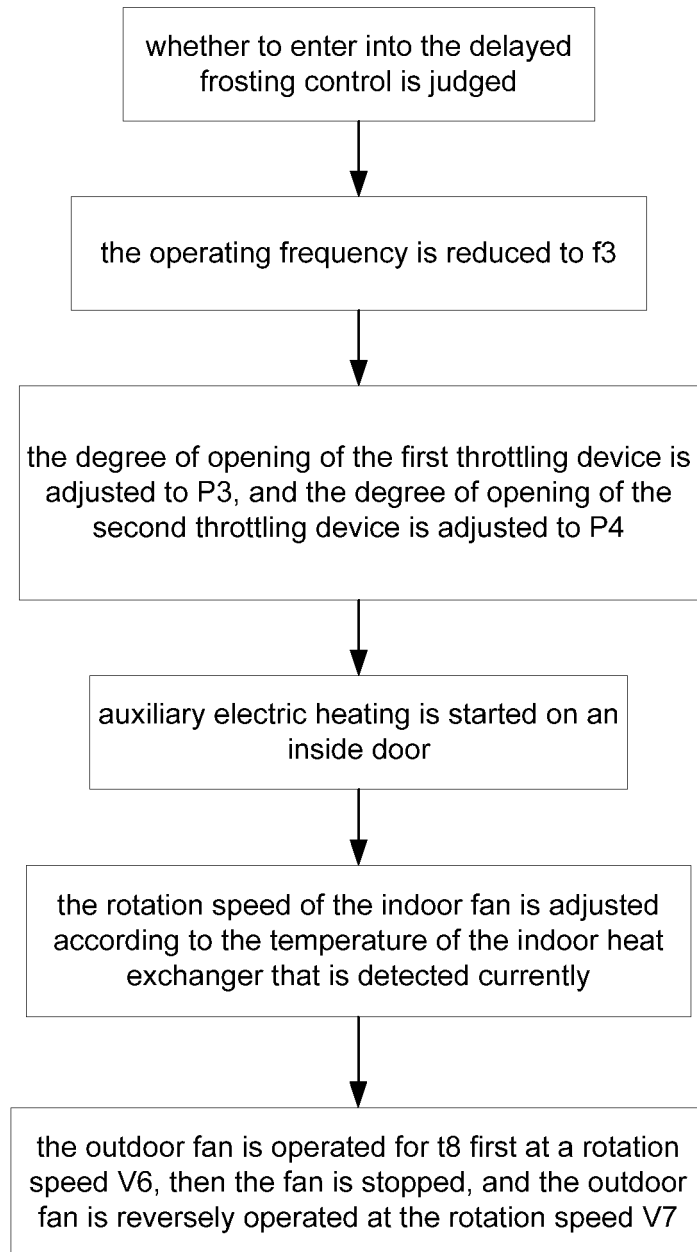 whether to enter into the delayed
frosting control is judged
the operating frequency is reduced to f3
the degree of opening of the first throttling device is
adjusted to P3, and the degree of opening of the
second throttling device is adjusted to P4
auxiliary electric heating is started on an
inside door
the rotation speed of the indoor fan is adjusted
according to the temperature of the indoor heat
exchanger that is detected currently
the outdoor fan is operated for t8 first at a rotation
speed V6, then the fan is stopped, and the outdoor
fan is reversely operated at the rotation speed V7